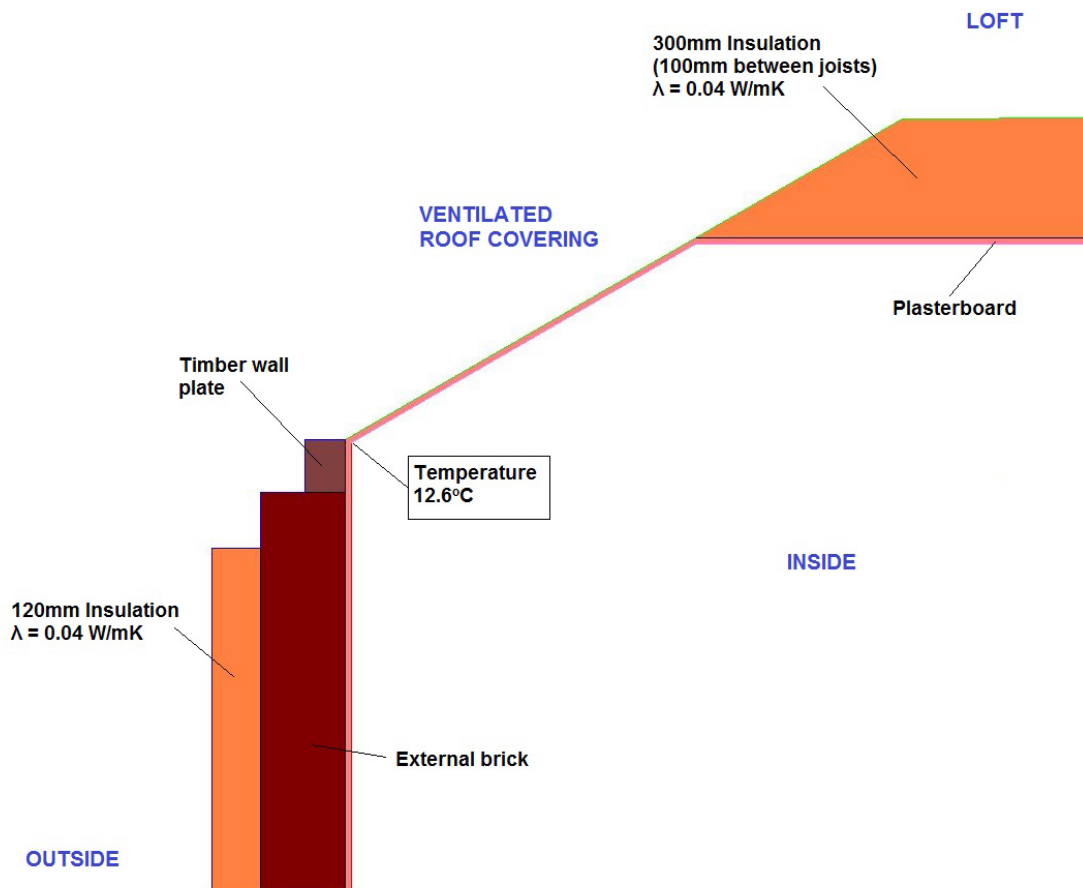 LOFT
300mm Insulation
(100mm between joists)
λ = 0.04 W/mK
VENTILATED
ROOF COVERING
Plasterboard
Timber wall
plate
Temperature
12.6°C
INSIDE
120mm Insulation
λ = 0.04 W/mK
External brick
OUTSIDE